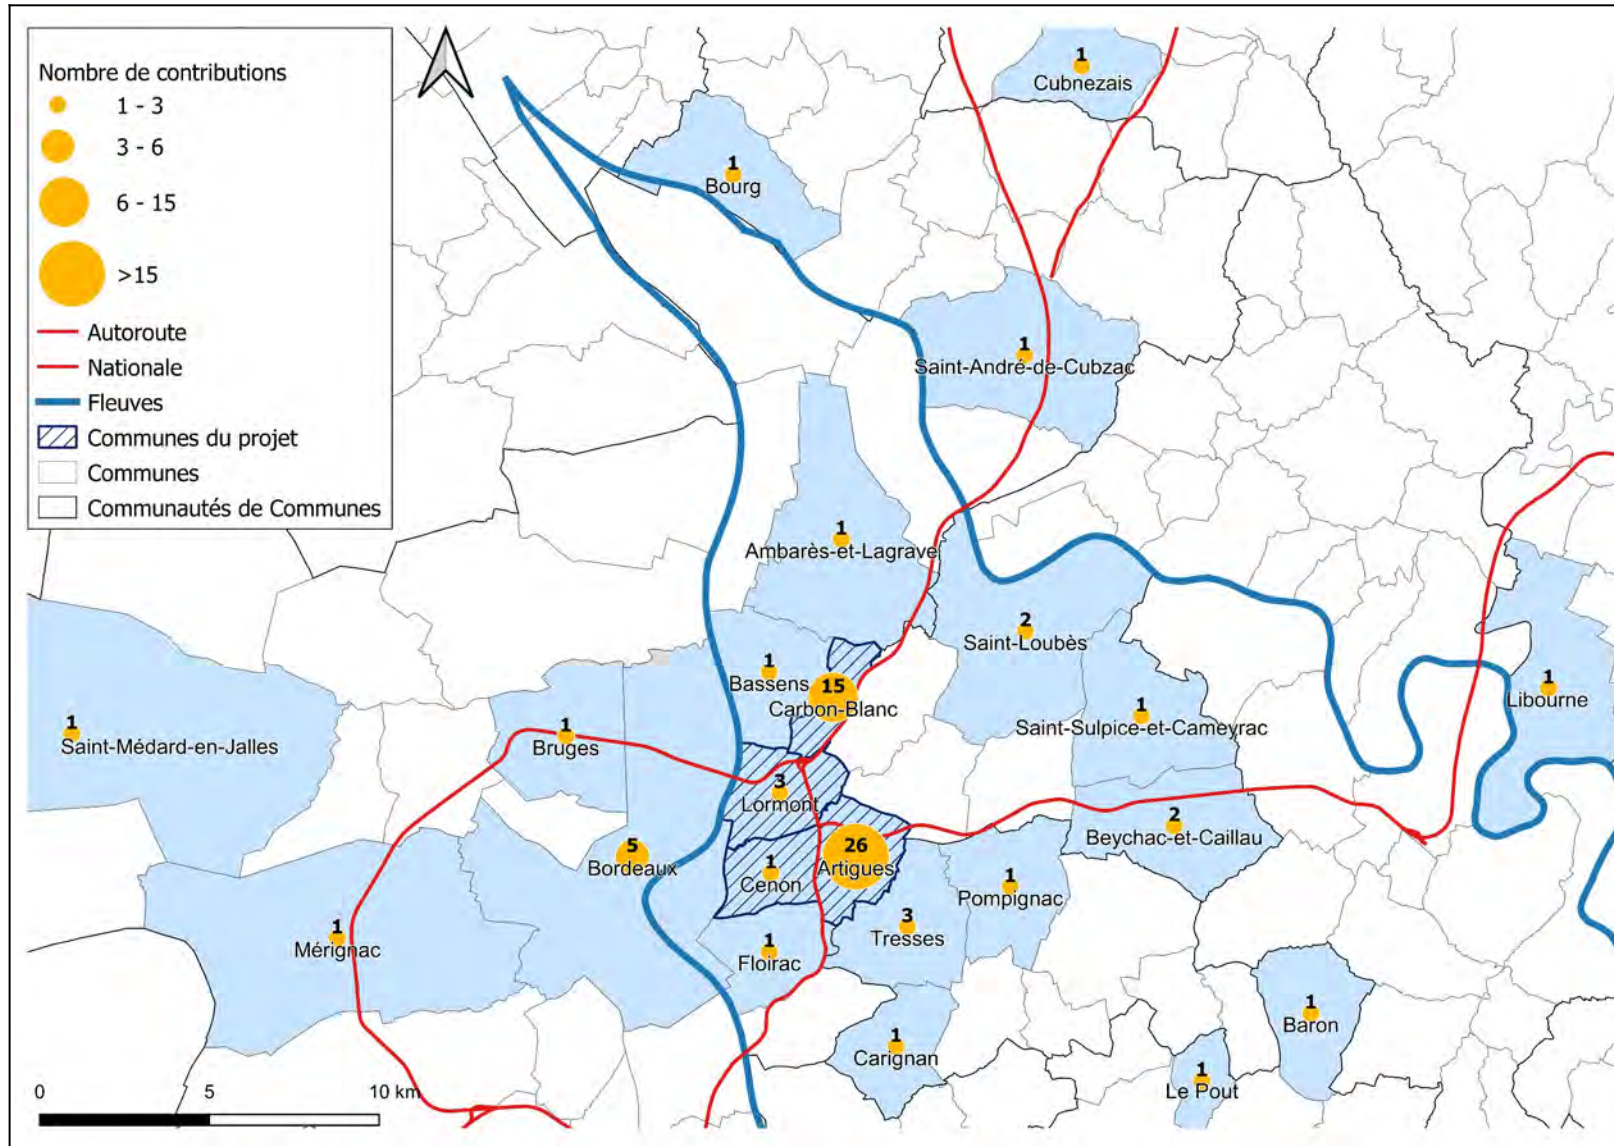 Nombre de contributions
1 - 3
3 - 6
6 - 15
>15
Autoroute
Nationale
Fleuves
Communes du projet
Communes
Communautés de Communes
1
Cubnezais
1
Bourg
1
Saint-André-de-Cubzac
1
Ambarès-et-Lagrave
2
Saint-Loubès
1
Bassens
15
Carbon-Blanc
1
Libourne
1
Saint-Sulpice-et-Cameyrac
1
Saint-Médard-en-Jalles
1
Bruges
3
Lormont
2
Beychac-et-Caillau
5
Bordeaux
26
Artigues
1
Cenon
1
Pompignac
3
Tresses
1
Mérignac
1
Floirac
1
Baron
1
Carignan
1
Le Pout
0 5 10 km